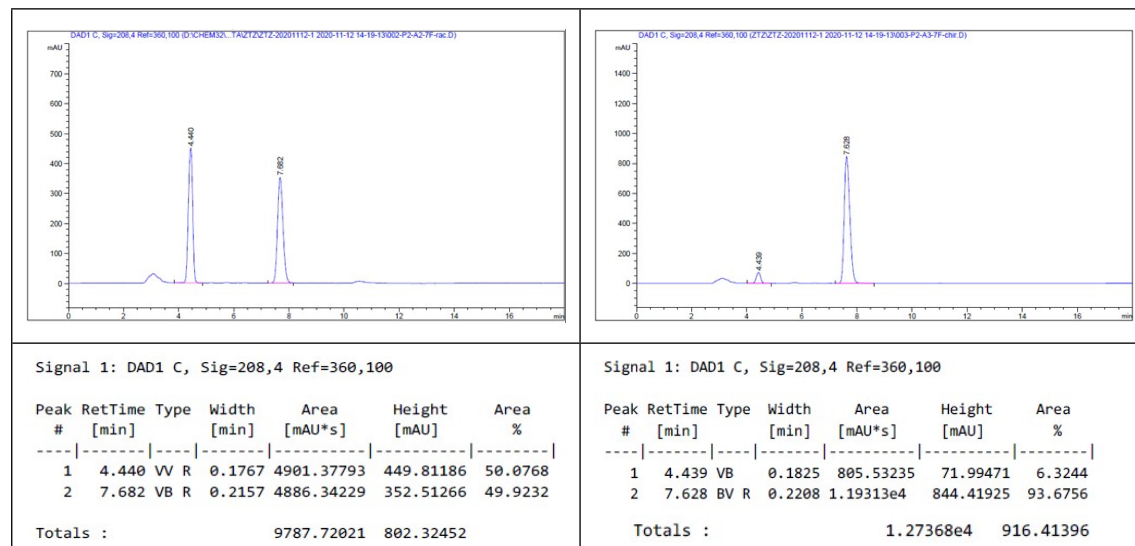 DAD1 C, Sig=208,4 Ref=360,100 (D:\CHEM32\...TA\ZTZ\ZTZ-20201112-1 2020-11-12 14-19-13\002-P2-A2-7F-rac.D)
mAU
700
600
500
400
300
200
100
0
4.440
7.682
0 2 4 6 8 10 12 14 16 min
DAD1 C, Sig=208,4 Ref=360,100 (ZTZ\ZTZ-20201112-1 2020-11-12 14-19-13\003-P2-A3-7F-chir.D)
mAU
1400
1200
1000
800
600
400
200
0
4.439
7.628
0 2 4 6 8 10 12 14 16 min
Signal 1: DAD1 C, Sig=208,4 Ref=360,100
Peak RetTime Type Width Area Height Area
# [min] [min] [mAU*s] [mAU] %
----|-------|----|-------|----------|----------|--------|
1 4.440 VV R 0.1767 4901.37793 449.81186 50.0768
2 7.682 VB R 0.2157 4886.34229 352.51266 49.9232
Totals : 9787.72021 802.32452
Signal 1: DAD1 C, Sig=208,4 Ref=360,100
Peak RetTime Type Width Area Height Area
# [min] [min] [mAU*s] [mAU] %
----|-------|----|-------|----------|----------|--------|
1 4.439 VB 0.1825 805.53235 71.99471 6.3244
2 7.628 BV R 0.2208 1.19313e4 844.41925 93.6756
Totals : 1.27368e4 916.41396